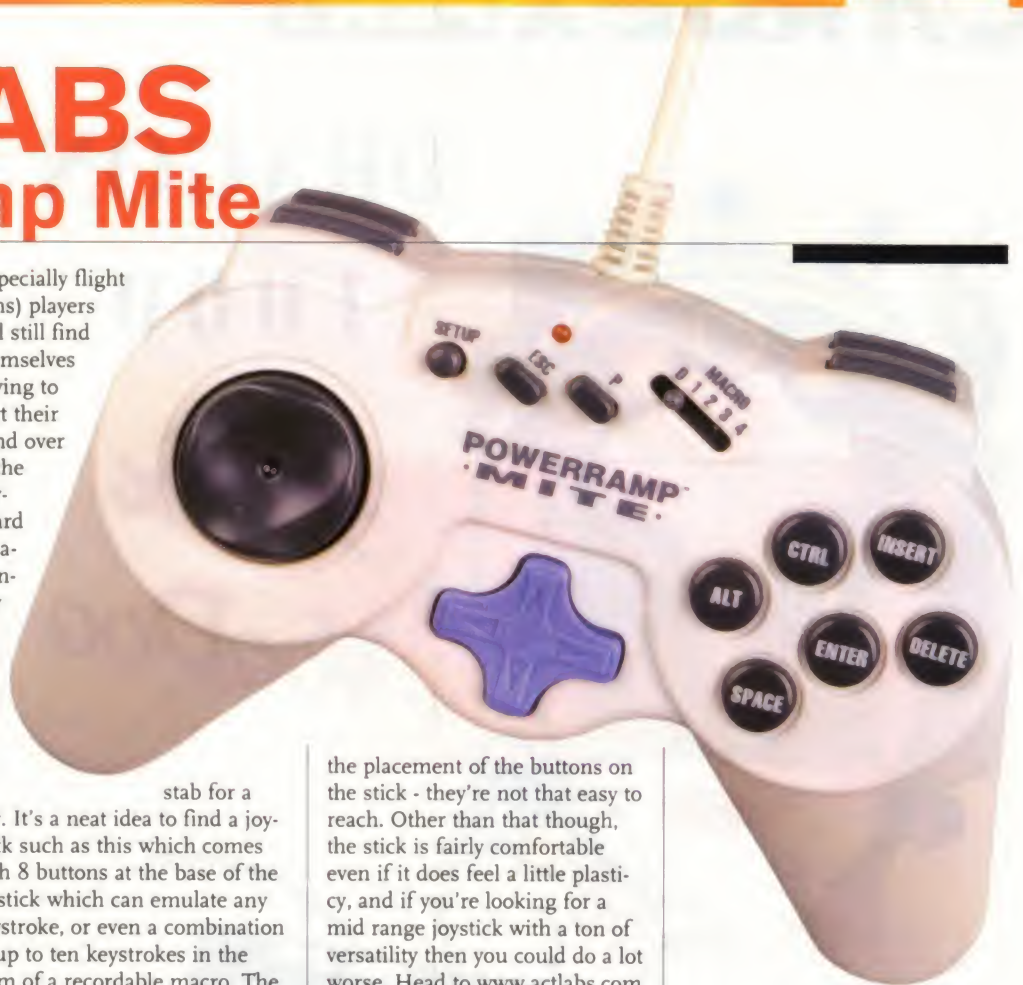 ABS
mp Mite
pecially flight
ns) players
l still find
mselves
ving to
t their
nd over
he
y-
rd
a-
n-
stab for a
. It's a neat idea to find a joy-
k such as this which comes
h 8 buttons at the base of the
stick which can emulate any
stroke, or even a combination
up to ten keystrokes in the
m of a recordable macro. The
the placement of the buttons on
the stick - they're not that easy to
reach. Other than that though,
the stick is fairly comfortable
even if it does feel a little plasti-
cy, and if you're looking for a
mid range joystick with a ton of
versatility then you could do a lot
worse. Head to www.actlabs.com
SETUP
ESC
P
MACRO
0 1 2 3 4
POWERRAMP™
• MITE •
CTRL
INSERT
ALT
ENTER
DELETE
SPACE